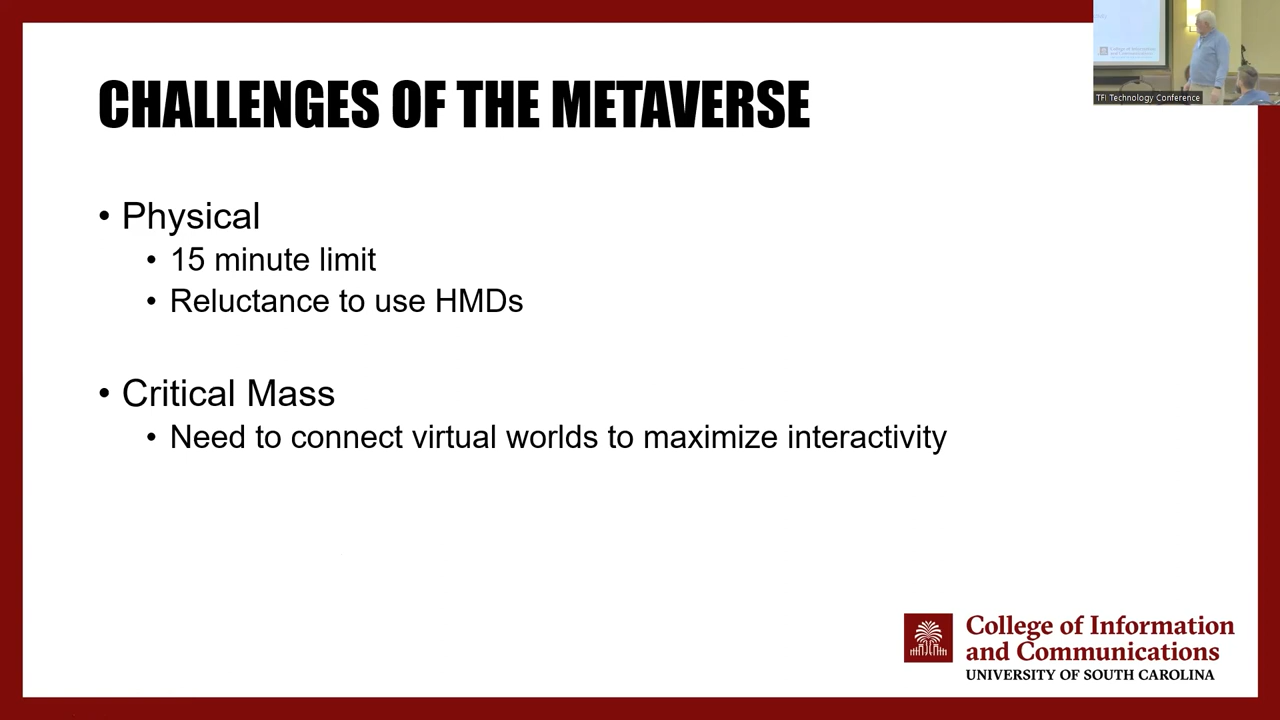 CHALLENGES OF THE METAVERSE
• Physical
• 15 minute limit
• Reluctance to use HMDs
• Critical Mass
• Need to connect virtual worlds to maximize interactivity
TFI Technology Conference
College of Information
and Communications
UNIVERSITY OF SOUTH CAROLINA